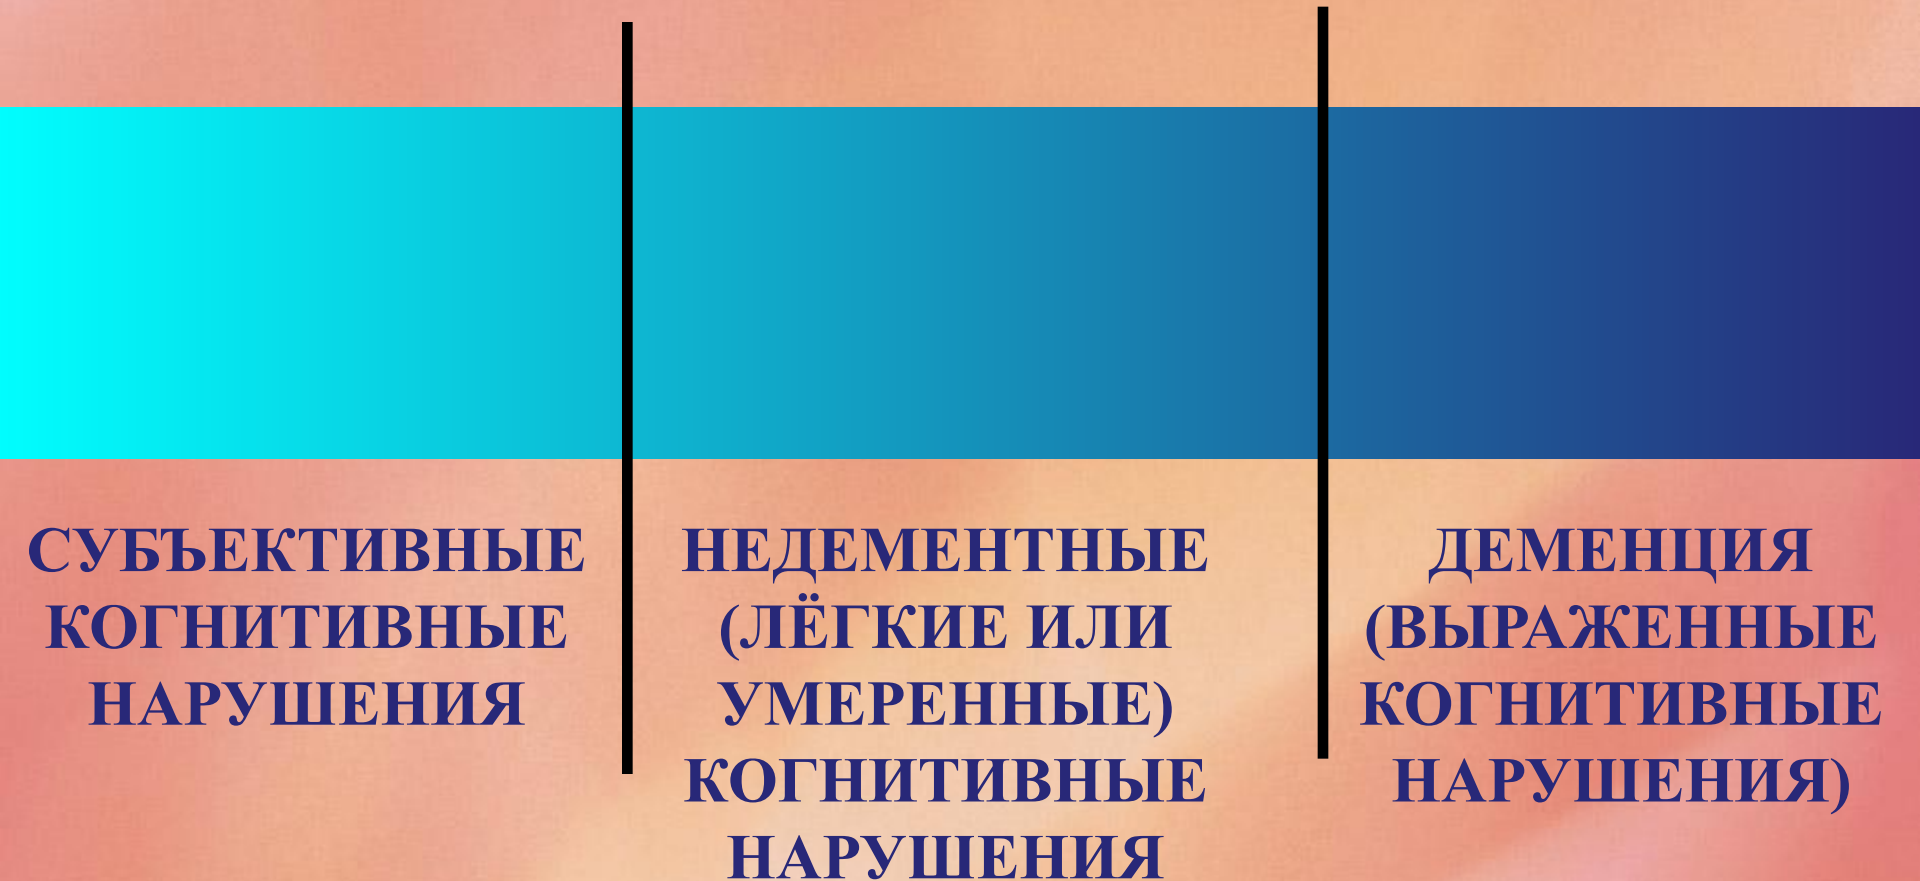 СУБЪЕКТИВНЫЕ
КОГНИТИВНЫЕ
НАРУШЕНИЯ
НЕДЕМЕНТНЫЕ
(ЛЁГКИЕ ИЛИ
УМЕРЕННЫЕ)
КОГНИТИВНЫЕ
НАРУШЕНИЯ
ДЕМЕНЦИЯ
(ВЫРАЖЕННЫЕ
КОГНИТИВНЫЕ
НАРУШЕНИЯ)